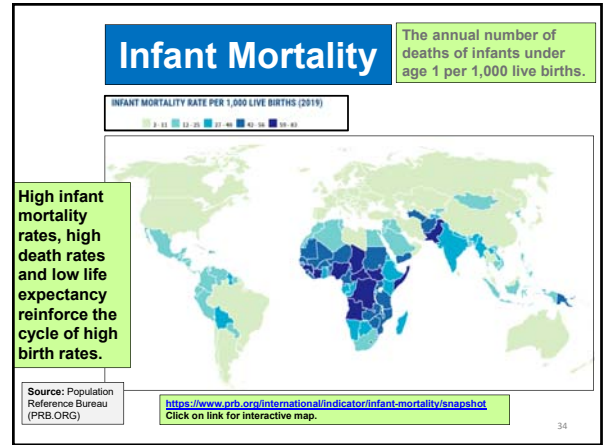 Infant Mortality
The annual number of
deaths of infants under
age 1 per 1,000 live births.
INFANT MORTALITY RATE PER 1,000 LIVE BIRTHS (2019)
High infant
mortality
rates, high
death rates
and low life
expectancy
reinforce the
cycle of high
birth rates.
Source: Population
Reference Bureau
(PRB.ORG)
https://www.prb.org/international/indicator/infant-mortality/snapshot
Click on link for interactive map.
34